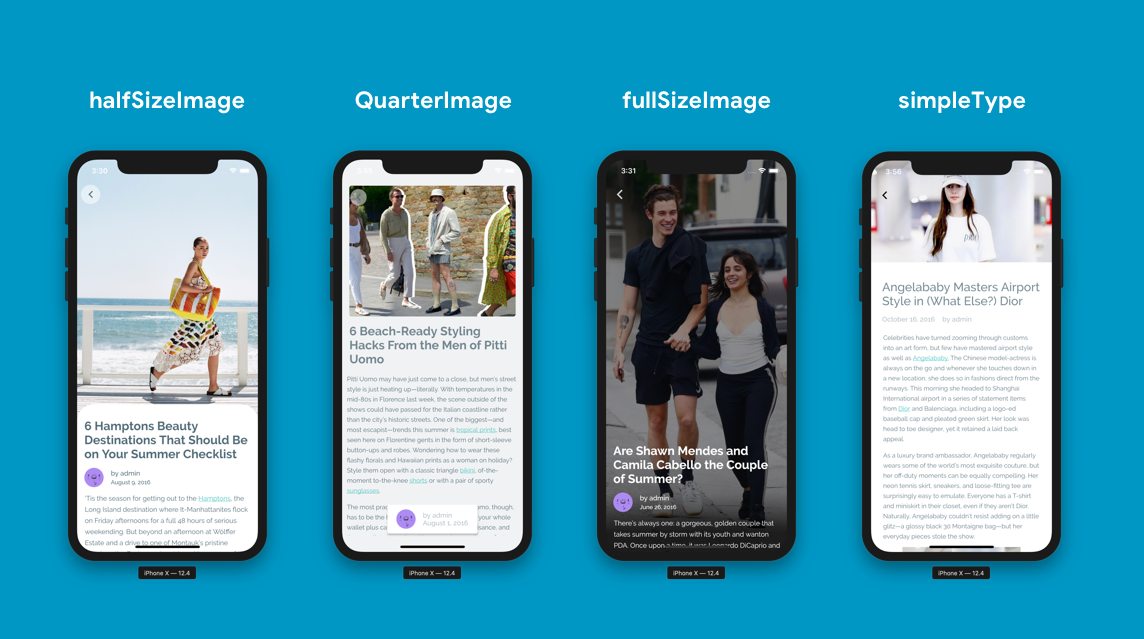 halfSizeImage
QuarterImage
fullSizeImage
simpleType
3:30
6 Hamptons Beauty
Destinations That Should Be
on Your Summer Checklist
by admin
August 9, 2016
'Tis the season for getting out to the Hamptons, the
Long Island destination where it-Manhattanites flock
on Friday afternoons for a full 48 hours of serious
weekending. But beyond an afternoon at Wölffer
Estate and a drive to one of Montauk's pristine
iPhone X — 12.4
6 Beach-Ready Styling
Hacks From the Men of Pitti
Uomo
Pitti Uomo may have just come to a close, but men's street
style is just heating up—literally. With temperatures in the
mid-80s in Florence last week, the scene outside of the
shows could have passed for the Italian coastline rather
than the city's historic streets. One of the biggest—and
most escapist—trends this summer is tropical prints, best
seen here on Florentine gents in the form of short-sleeve
button-ups and robes. Wondering how to wear these
flashy florals and Hawaiian prints as a woman on holiday?
Style them open with a classic triangle bikini, of-the-
moment to-the-knee shorts or with a pair of sporty
sunglasses.
The most prac omo, though,
has to be the your whole
wallet plus ca sance, and
by admin
August 1, 2016
iPhone X — 12.4
3:31
Are Shawn Mendes and
Camila Cabello the Couple
of Summer?
by admin
June 26, 2016
There's always one: a gorgeous, golden couple that
takes summer by storm with its youth and wanton
PDA. Once upon a time, it was Leonardo DiCaprio and
iPhone X — 12.4
3:56
Angelababy Masters Airport
Style in (What Else?) Dior
October 16, 2016 by admin
Celebrities have turned zooming through customs
into an art form, but few have mastered airport style
as well as Angelababy. The Chinese model-actress is
always on the go and whenever she touches down in
a new location, she does so in fashions direct from the
runways. This morning she headed to Shanghai
International airport in a series of statement items
from Dior and Balenciaga, including a logo-ed
baseball cap and pleated green skirt. Her look was
head to toe designer, yet it retained a laid back
appeal.
As a luxury brand ambassador, Angelababy regularly
wears some of the world's most exquisite couture, but
her off-duty moments can be equally compelling. Her
neon tennis skirt, sneakers, and loose-fitting tee are
surprisingly easy to emulate. Everyone has a T-shirt
and miniskirt in their closet, even if they aren't Dior.
Naturally, Angelababy couldn't resist adding on a little
glitz—a glossy black 30 Montaigne bag—but her
everyday pieces stole the show.
iPhone X — 12.4